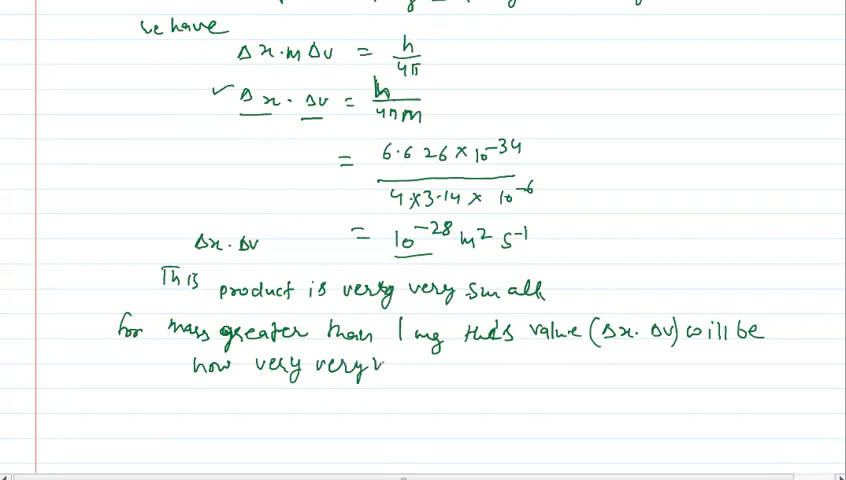 we have
Δx.mΔv = h/4π
✓ Δx . Δv = h/4πm
= 6.626 × 10⁻³⁴ / 4 × 3.14 × 10⁻⁶
Δx . Δv = 10⁻²⁸ m² s⁻¹
This product is very very small
for mass greater than 1 mg this value (Δx. Δv) will be
now very very